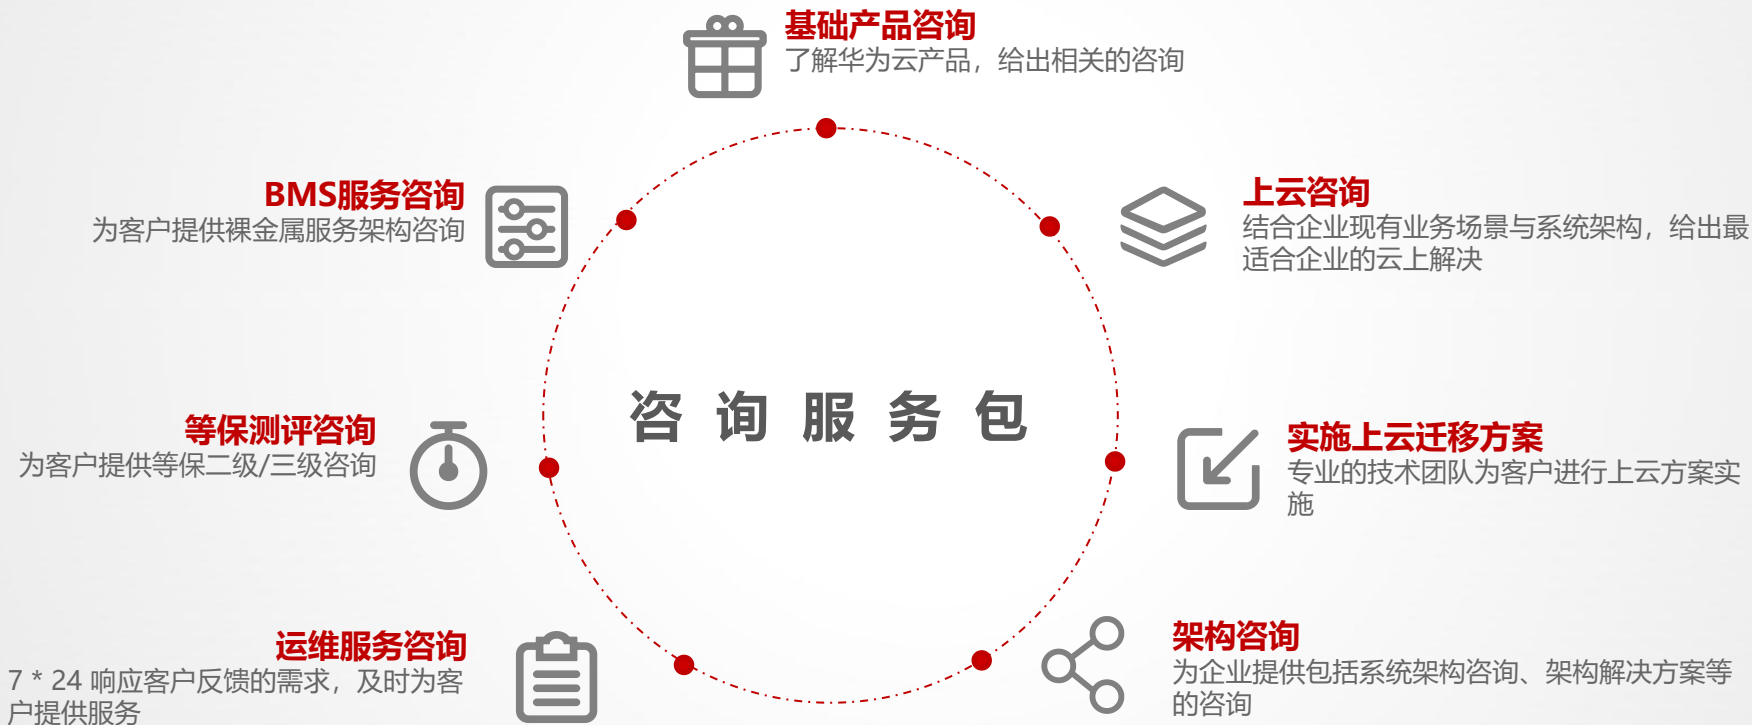 基础产品咨询
了解华为云产品，给出相关的咨询
BMS服务咨询
为客户提供裸金属服务架构咨询
上云咨询
结合企业现有业务场景与系统架构，给出最
适合企业的云上解决
咨询服务包
等保测评咨询
为客户提供等保二级/三级咨询
实施上云迁移方案
专业的技术团队为客户进行上云方案实
施
运维服务咨询
7 * 24 响应客户反馈的需求，及时为客
户提供服务
架构咨询
为企业提供包括系统架构咨询、架构解决方案等
的咨询